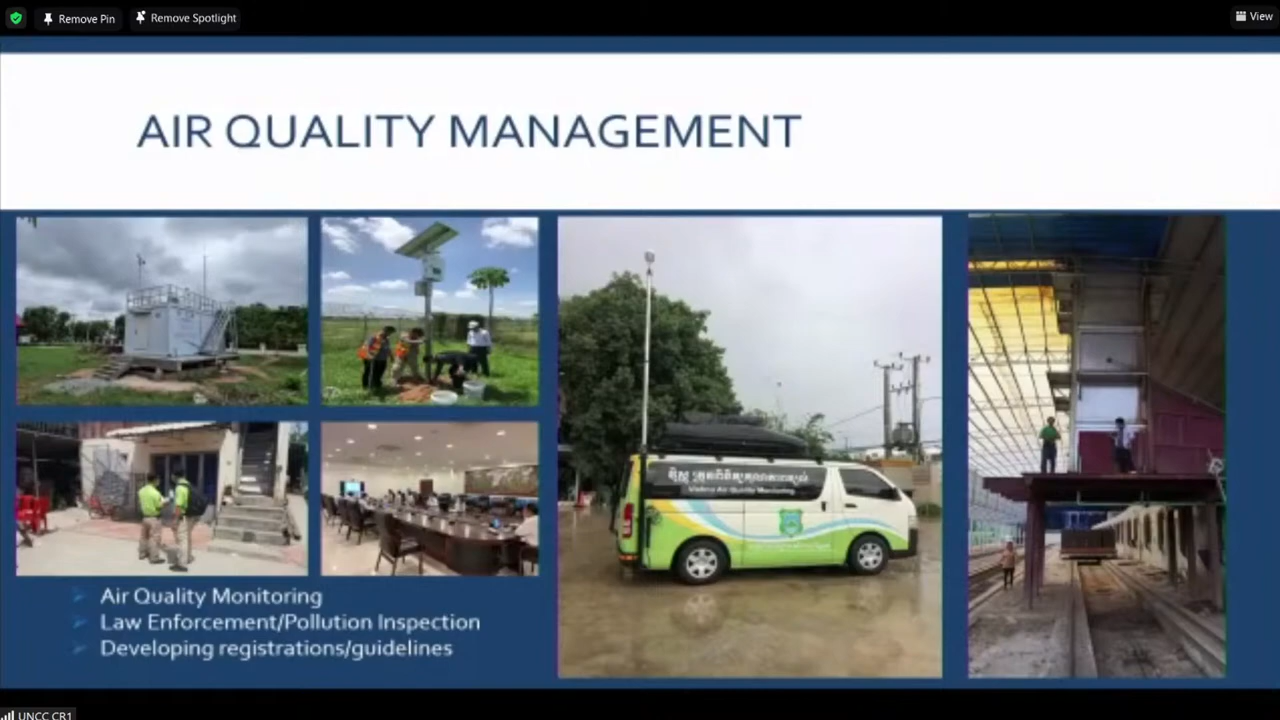 Remove Pin
Remove Spotlight
View
AIR QUALITY MANAGEMENT
Air Quality Monitoring
Air Quality Monitoring
Law Enforcement/Pollution Inspection
Developing registrations/guidelines
UNCC CR1